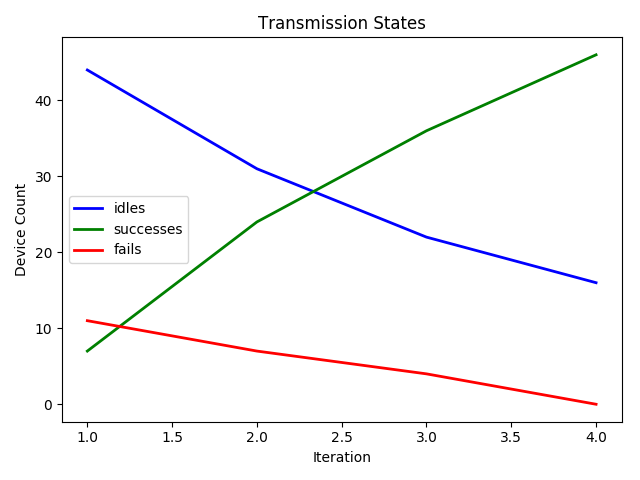 Transmission States
Device Count
40
30
20
10
0
idles
successes
fails
1.0 1.5 2.0 2.5 3.0 3.5 4.0
Iteration